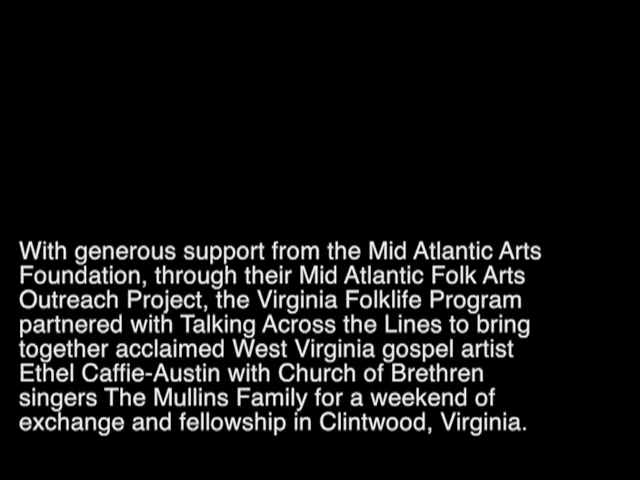 With generous support from the Mid Atlantic Arts
Foundation, through their Mid Atlantic Folk Arts
Outreach Project, the Virginia Folklife Program
partnered with Talking Across the Lines to bring
together acclaimed West Virginia gospel artist
Ethel Caffie-Austin with Church of Brethren
singers The Mullins Family for a weekend of
exchange and fellowship in Clintwood, Virginia.